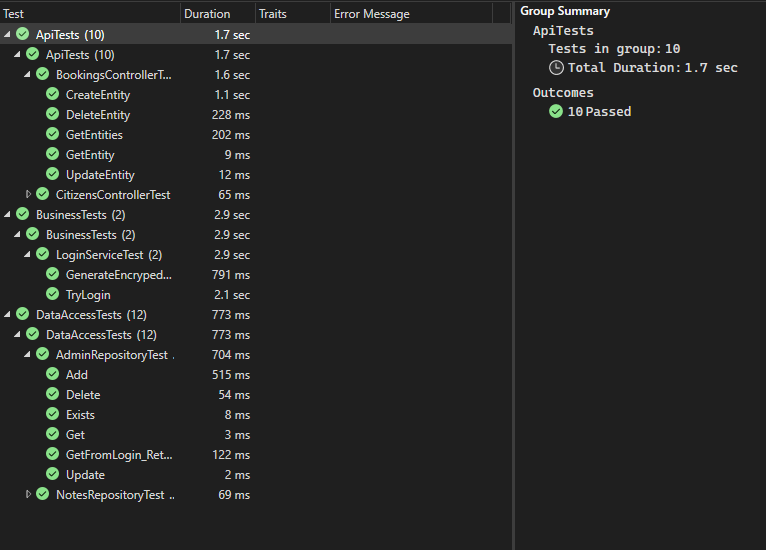 Test Duration Traits Error Message
ApiTests (10) 1.7 sec
ApiTests (10) 1.7 sec
BookingsControllerT... 1.6 sec
CreateEntity 1.1 sec
DeleteEntity 228 ms
GetEntities 202 ms
GetEntity 9 ms
UpdateEntity 12 ms
CitizensControllerTest 65 ms
BusinessTests (2) 2.9 sec
BusinessTests (2) 2.9 sec
LoginServiceTest (2) 2.9 sec
GenerateEncryped... 791 ms
TryLogin 2.1 sec
DataAccessTests (12) 773 ms
DataAccessTests (12) 773 ms
AdminRepositoryTest . 704 ms
Add 515 ms
Delete 54 ms
Exists 8 ms
Get 3 ms
GetFromLogin_Ret... 122 ms
Update 2 ms
NotesRepositoryTest .. 69 ms
Group Summary
ApiTests
Tests in group: 10
Total Duration: 1.7 sec
Outcomes
10 Passed